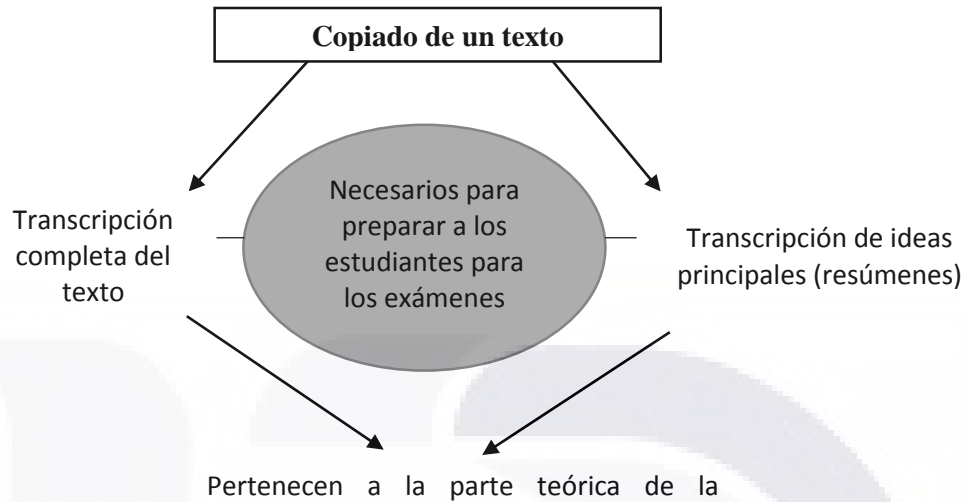 Copiado de un texto
Necesarios para
preparar a los
estudiantes para
los exámenes
Transcripción
completa del
texto
Transcripción de ideas
principales (resúmenes)
Pertenecen a la parte teórica de la